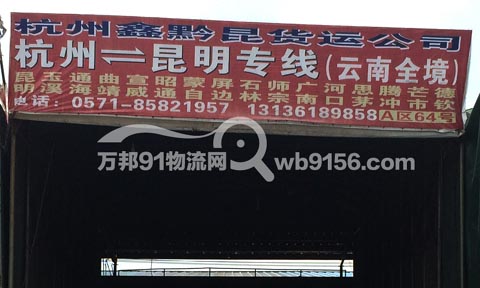 杭州鑫黔昆货运公司
杭州⇌昆明专线(云南全境)
昆玉通曲宣昭蒙屏石师广河思腾芒德
明溪海靖威通自边林宗南口茅冲市钦
电话: 0571-85821957 13136189858 A区64号
万邦91物流网 wb9156.com